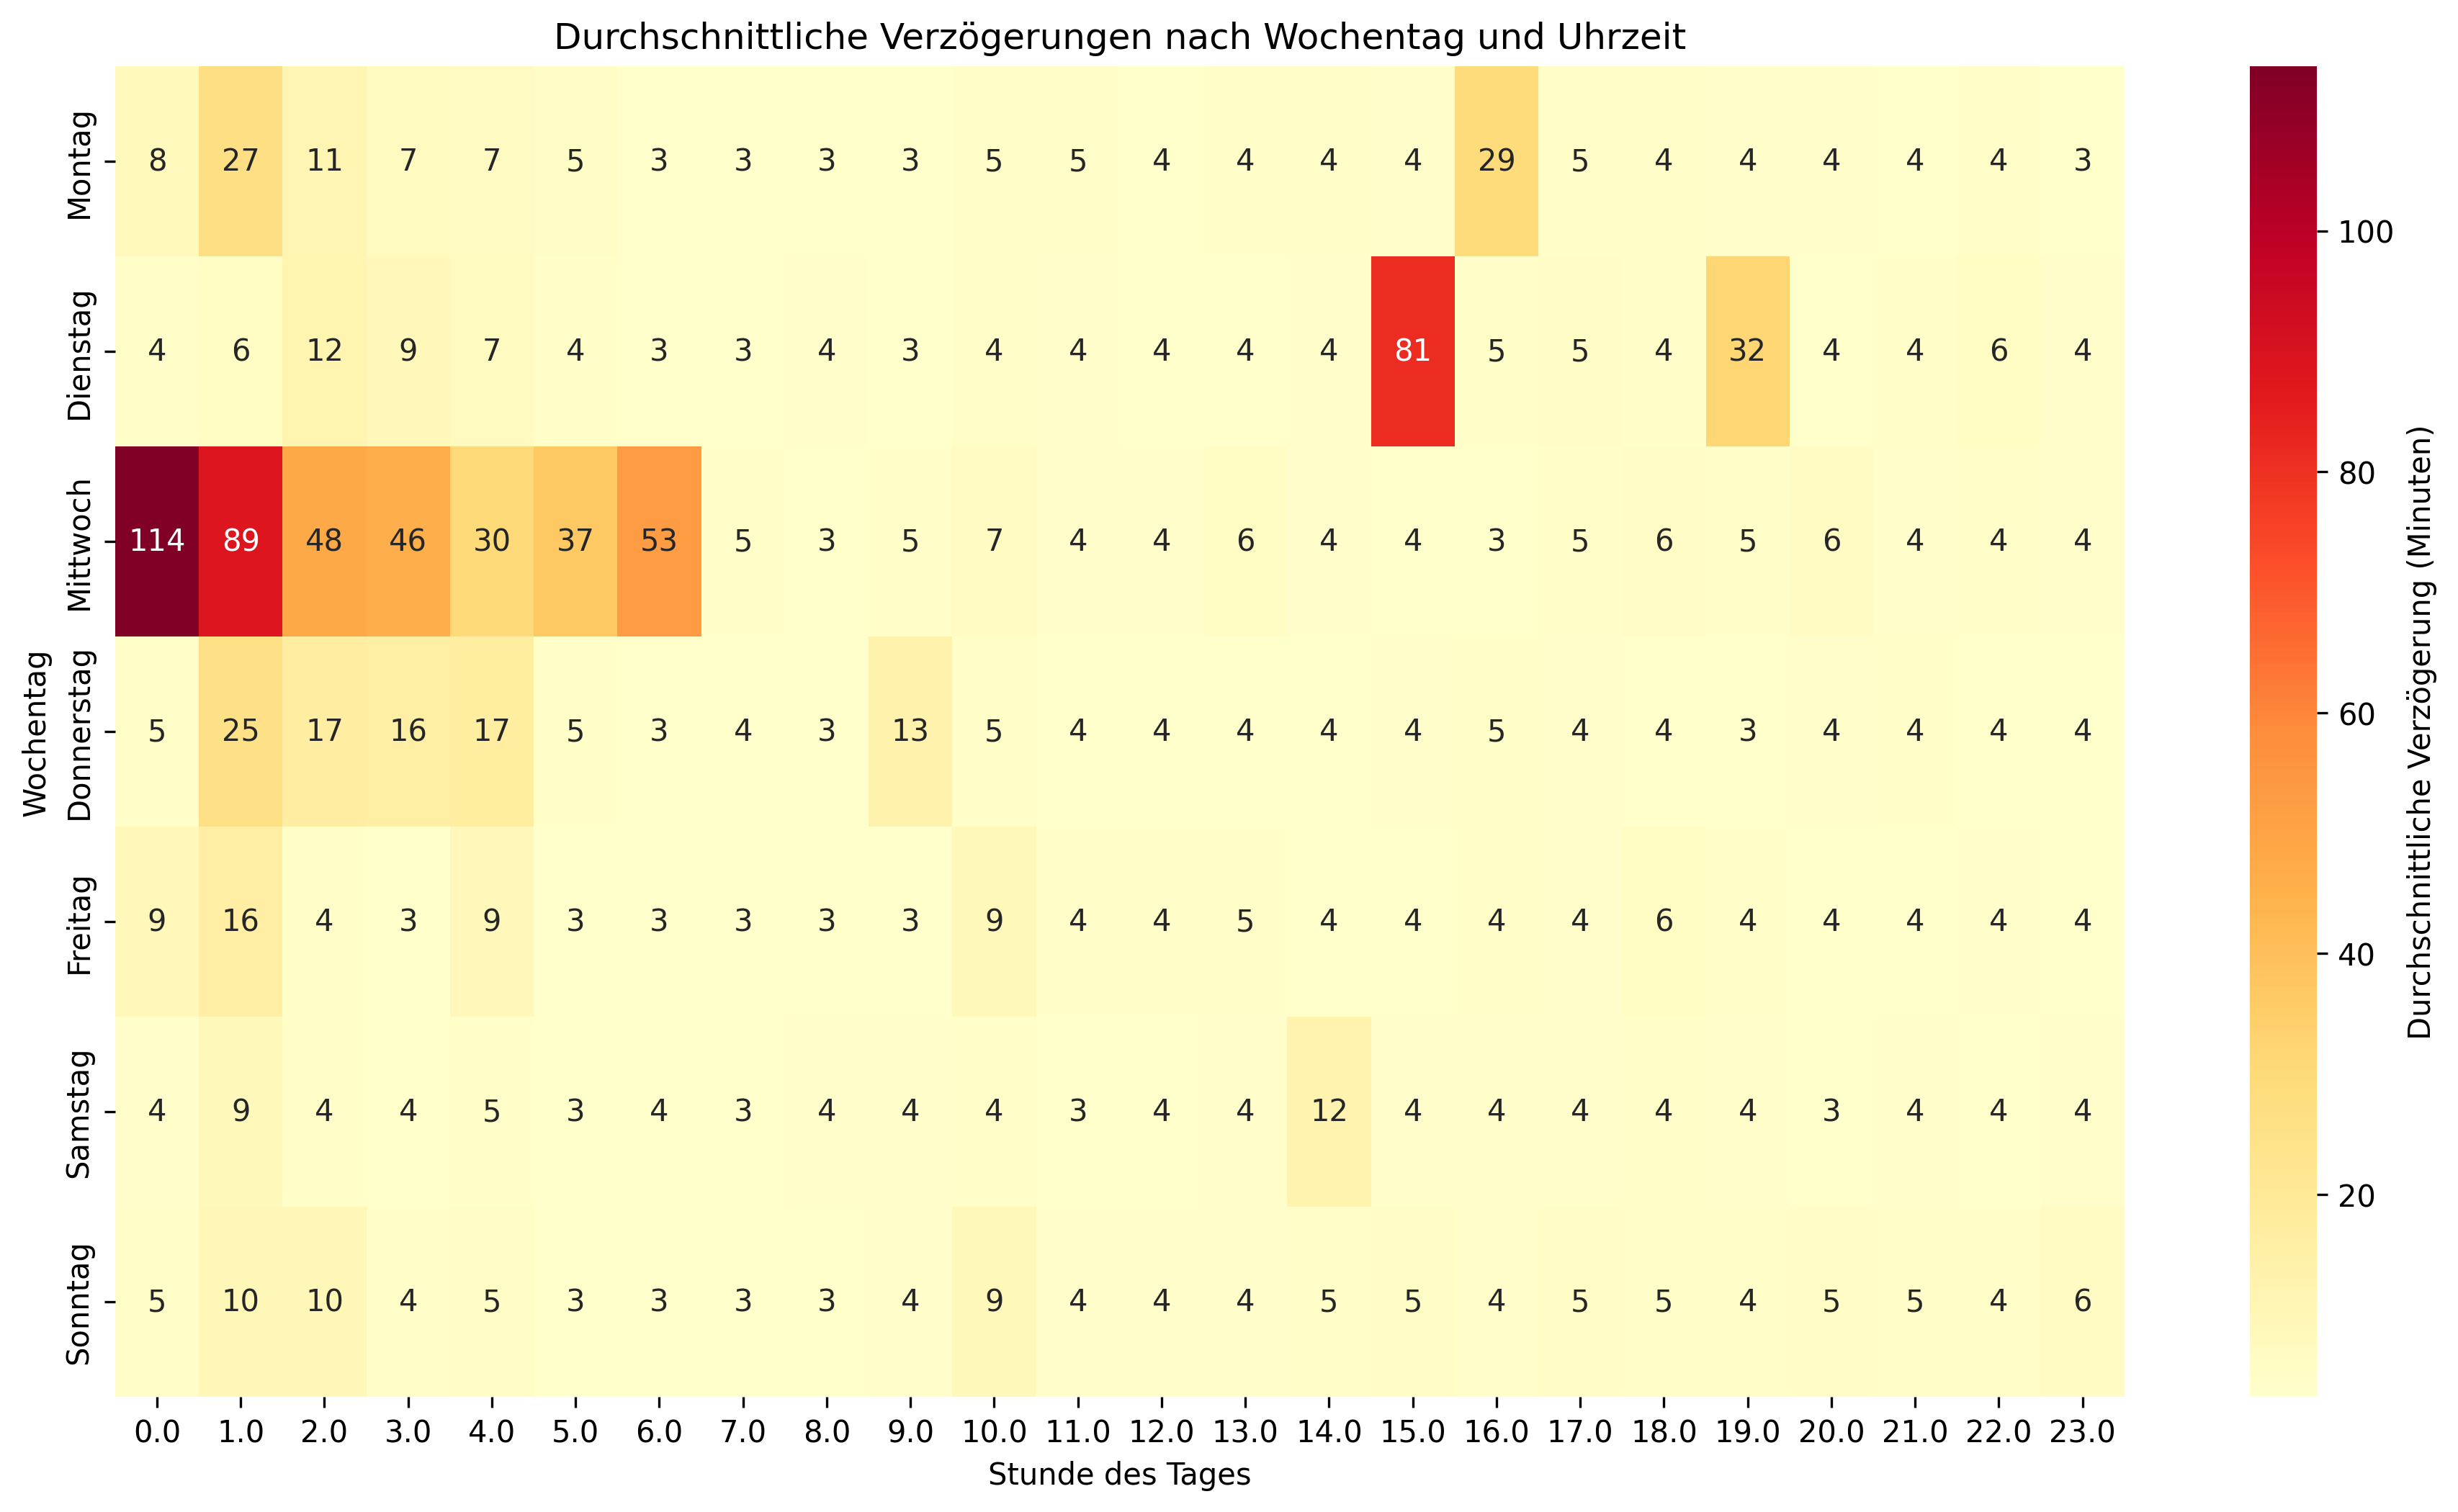 Durchschnittliche Verzögerungen nach Wochentag und Uhrzeit
Wochentag
Montag 8 27 11 7 7 5 3 3 3 3 5 5 4 4 4 4 29 5 4 4 4 4 4 3
Dienstag 4 6 12 9 7 4 3 3 4 3 4 4 4 4 4 81 5 5 4 32 4 4 6 4
Mittwoch 114 89 48 46 30 37 53 5 3 5 7 4 4 6 4 4 3 5 6 5 6 4 4 4
Donnerstag 5 25 17 16 17 5 3 4 3 13 5 4 4 4 4 4 5 4 4 3 4 4 4 4
Freitag 9 16 4 3 9 3 3 3 3 3 9 4 4 5 4 4 4 4 6 4 4 4 4 4
Samstag 4 9 4 4 5 3 4 3 4 4 4 3 4 4 12 4 4 4 4 4 3 4 4 4
Sonntag 5 10 10 4 5 3 3 3 3 4 9 4 4 4 5 5 4 5 5 4 5 5 4 6
0.0 1.0 2.0 3.0 4.0 5.0 6.0 7.0 8.0 9.0 10.0 11.0 12.0 13.0 14.0 15.0 16.0 17.0 18.0 19.0 20.0 21.0 22.0 23.0
Stunde des Tages
100
80
60
40
20
Durchschnittliche Verzögerung (Minuten)